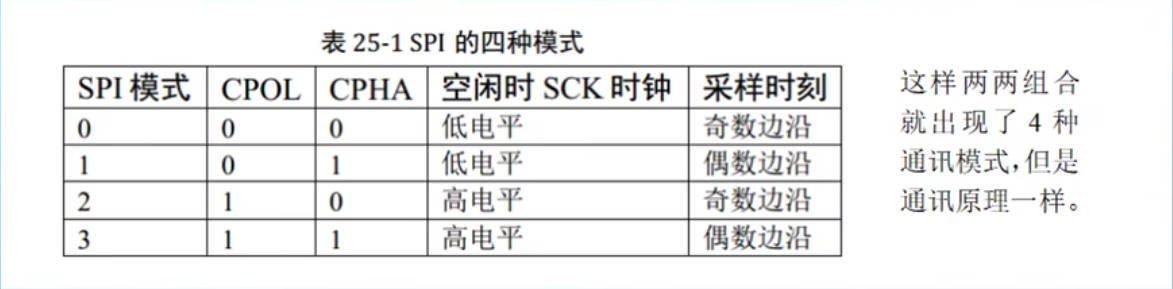 表 25-1 SPI 的四种模式
SPI 模式 CPOL CPHA 空闲时 SCK 时钟 采样时刻
0 0 0 低电平 奇数边沿
1 0 1 低电平 偶数边沿
2 1 0 高电平 奇数边沿
3 1 1 高电平 偶数边沿
这样两两组合
就出现了 4 种
通讯模式,但是
通讯原理一样。